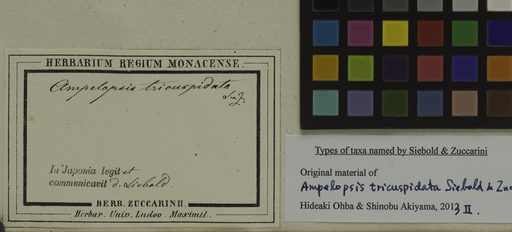 HERBARIUM REGIUM MONACENSE.
Ampelopsis tricuspidata
S. et Z.
In Japonia legit et
communicavit d. Siebold.
HERB. ZUCCARINII.
Herbar. Univ. Ludov. Maximil.
Types of taxa named by Siebold & Zuccarini
Original material of
Ampelopsis tricuspidata Siebold & Zuc
Hideaki Ohba & Shinobu Akiyama, 2013 II.